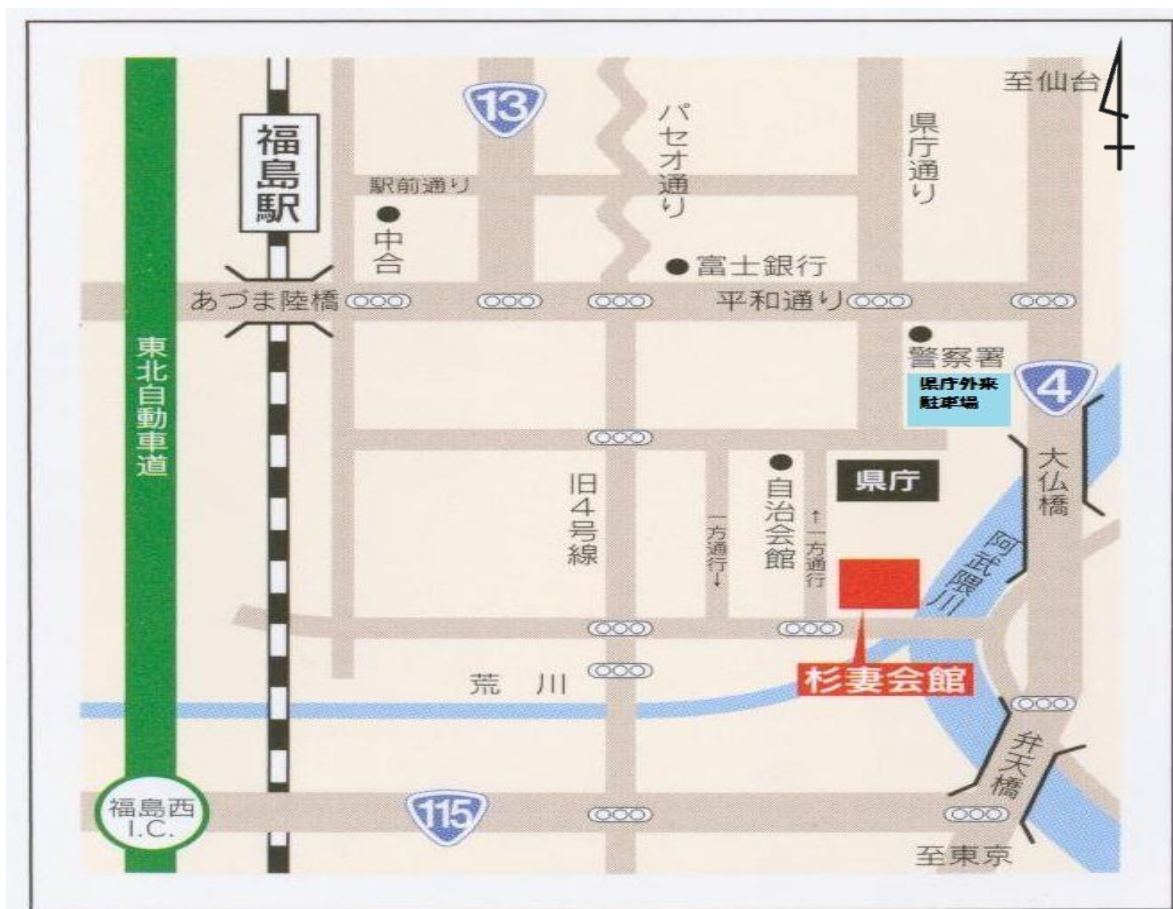 至仙台
13
パセオ通り
県庁通り
福島駅
駅前通り
中合
富士銀行
あづま陸橋
平和通り
東北自動車道
警察署
県庁外来
駐車場
4
大仏橋
県庁
旧4号線
一方通行↓
自治会館
↑一方通行
阿武隈川
杉妻会館
荒川
弁天橋
福島西
I.C.
115
至東京